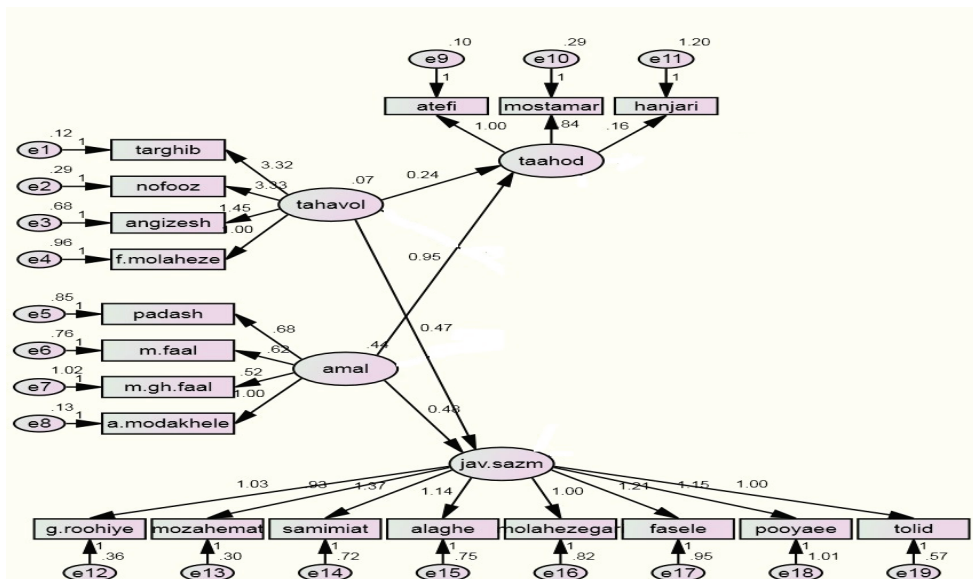 .10 .29 1.20
e9 e10 e11
1 1 1
atefi mostamar hanjari
1.00 .84 .16
taahod
.12
e1 1 targhib
3.32
.29
e2 1 nofooz
3.33
.07
0.24
tahavol
.68
e3 1 angizesh
1.45
.96
e4 1 f.molaheze
1.00
0.95
.85
e5 1 padash
.68
0.47
.76
e6 1 m.faal
.62
.44
amal
1.02
e7 1 m.gh.faal
.52
.13
e8 1 a.modakhele
1.00
0.48
jav.sazm
1.03 .93 1.37 1.14 1.00 1.21 1.15 1.00
g.roohiye mozahemat samimiat alaghe nolahezegar fasele pooyaee tolid
1 1 1 1 1 1 1 1
.36 .30 .72 .75 .82 .95 1.01 .57
e12 e13 e14 e15 e16 e17 e18 e19